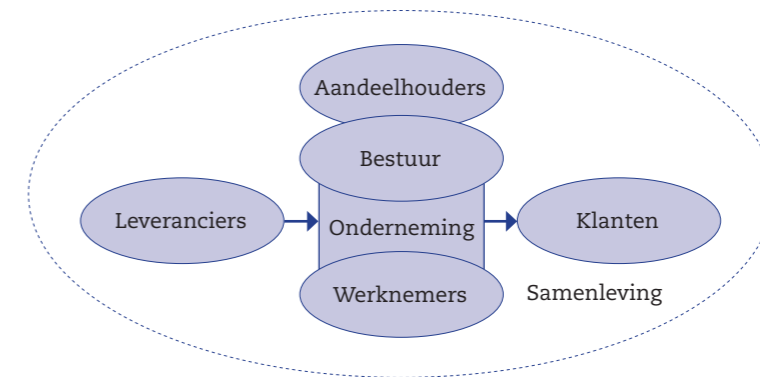 Aandeelhouders
Bestuur
Leveranciers
Onderneming
Klanten
Werknemers
Samenleving